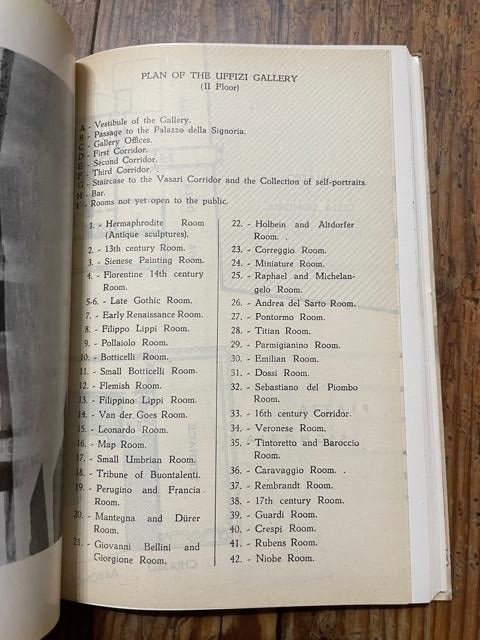 PLAN OF THE UFFIZI GALLERY
(II Floor)
A - Vestibule of the Gallery.
B - Passage to the Palazzo della Signoria.
C - Gallery Offices.
D - First Corridor.
E - Second Corridor.
F - Third Corridor.
G - Staircase to the Vasari Corridor and the Collection of self-portraits.
H - Bar.
I - Rooms not yet open to the public.
1. - Hermaphrodite Room
(Antique sculptures).
2. - 13th century Room.
3. - Sienese Painting Room.
4. - Florentine 14th century
Room.
5-6. - Late Gothic Room.
7. - Early Renaissance Room.
8. - Filippo Lippi Room.
9. - Pollaiolo Room.
10. - Botticelli Room.
11. - Small Botticelli Room.
12. - Flemish Room.
13. - Filippino Lippi Room.
14. - Van der Goes Room.
15. - Leonardo Room.
16. - Map Room.
17. - Small Umbrian Room.
18. - Tribune of Buontalenti.
19. - Perugino and Francia
Room.
20. - Mantegna and Dürer
Room.
21. - Giovanni Bellini and
Giorgione Room.
22. - Holbein and Altdorfer
Room.
23. - Correggio Room.
24. - Miniature Room.
25. - Raphael and Michelan-
gelo Room.
26. - Andrea del Sarto Room.
27. - Pontormo Room.
28. - Titian Room.
29. - Parmigianino Room.
30. - Emilian Room.
31. - Dossi Room.
32. - Sebastiano del Piombo
Room.
33. - 16th century Corridor.
34. - Veronese Room.
35. - Tintoretto and Baroccio
Room.
36. - Caravaggio Room.
37. - Rembrandt Room.
38. - 17th century Room.
39. - Guardi Room.
40. - Crespi Room.
41. - Rubens Room.
42. - Niobe Room.